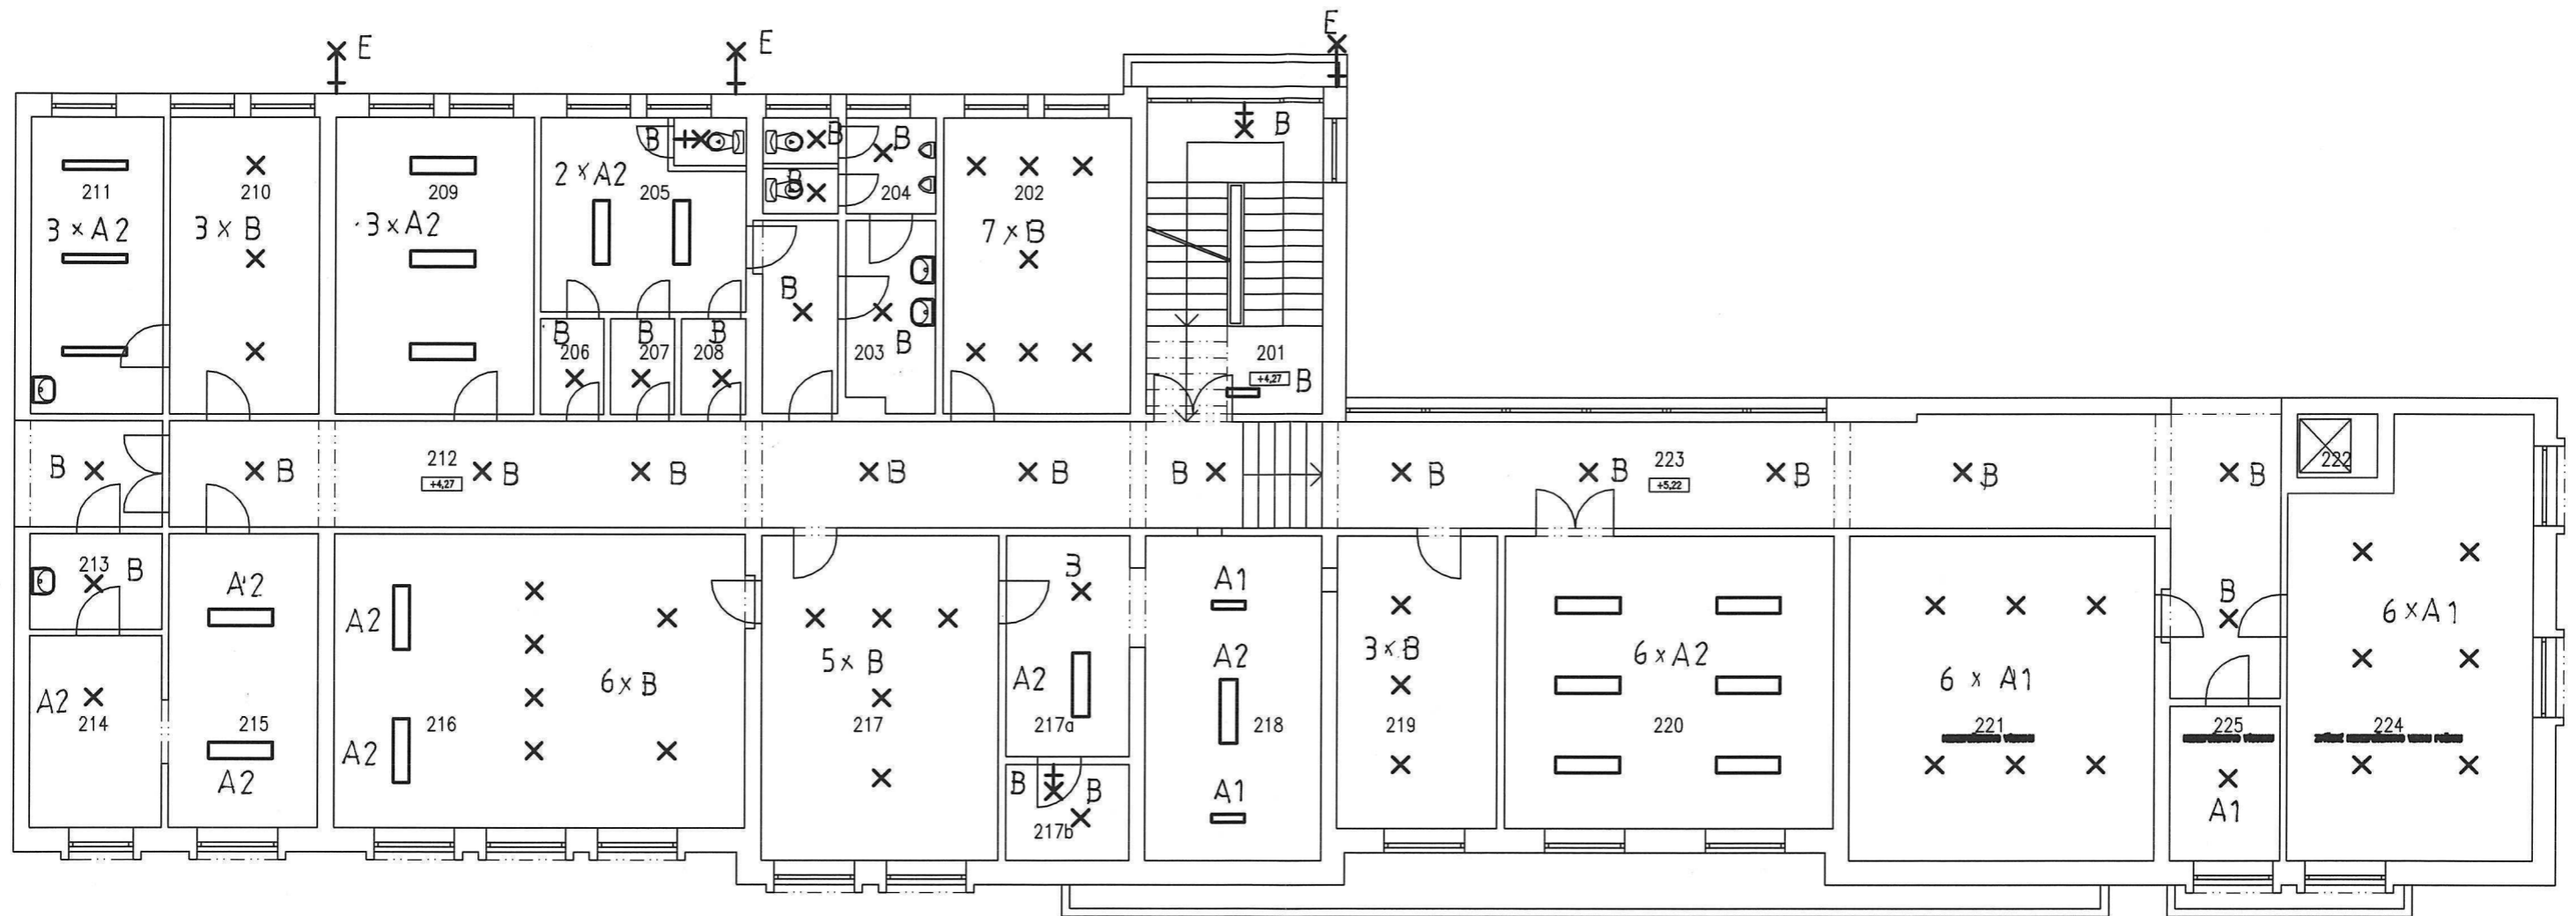 E
E
E
B
B
B
B
B
2 × A2
211
210
209
205
204
202
3 × A2
3 × B
3 × A2
7 × B
B
B
B
B
B
206
207
208
203
B
201
+4,27
B
B
B
212
+4,27
B
B
B
B
B
B
B
223
+5,22
B
B
222
B
213
B
A2
B
A1
B
A2
6 × A1
5 × B
A2
3 × B
6 × A2
6 × B
A2
6 × A1
A2
214
215
216
217
217a
218
219
220
221
225
224
A2
A2
B
B
A1
A1
217b